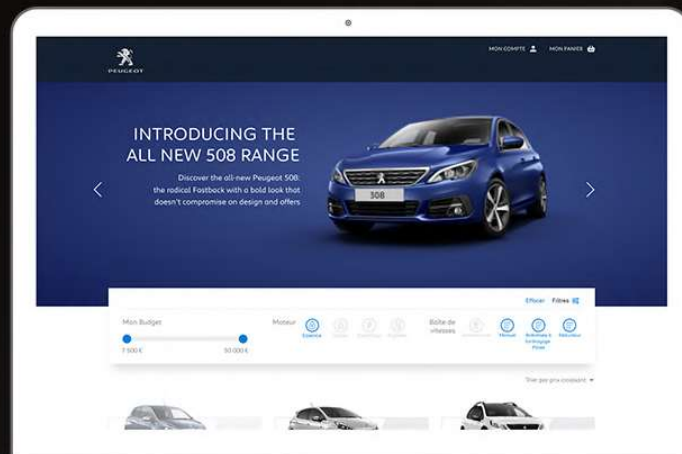 MON COMPTE
MON PANIER
PEUGEOT
INTRODUCING THE
ALL NEW 508 RANGE
Discover the all-new Peugeot 508:
the radical Fastback with a bold look that
doesn't compromise on design and offers
308
Effacer Filtres
Mon Budget
Moteur
Essence
Boîte de
vitesses
Manuel
7 500 €
50 000 €
Trier par prix croissant